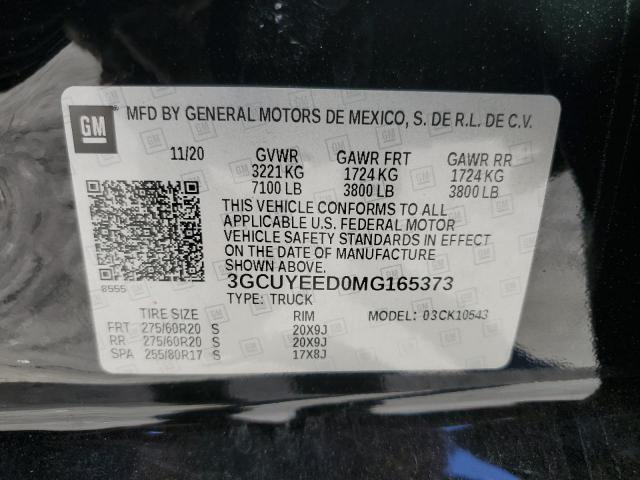 GM
MFD BY GENERAL MOTORS DE MEXICO, S. DE R.L. DE C.V.
11/20 GVWR GAWR FRT GAWR RR
3221 KG 1724 KG 1724 KG
7100 LB 3800 LB 3800 LB
THIS VEHICLE CONFORMS TO ALL
APPLICABLE U.S. FEDERAL MOTOR
VEHICLE SAFETY STANDARDS IN EFFECT
ON THE DATE OF MANUFACTURE
SHOWN ABOVE.
8555
3GCUYEED0MG165373
TYPE: TRUCK
TIRE SIZE RIM MODEL: 03CK10543
FRT 275/60R20 S 20X9J
RR 275/60R20 S 20X9J
SPA 255/80R17 S 17X8J